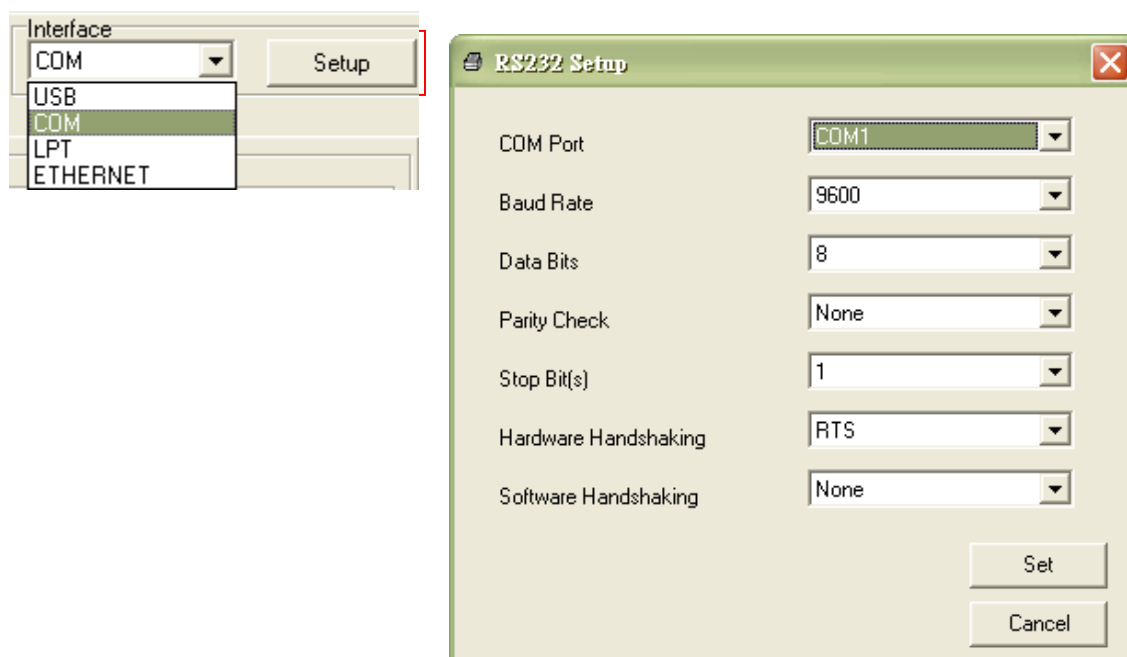 Interface
COM
Setup
USB
COM
LPT
ETHERNET
RS232 Setup
COM Port
COM1
Baud Rate
9600
Data Bits
8
Parity Check
None
Stop Bit(s)
1
Hardware Handshaking
RTS
Software Handshaking
None
Set
Cancel